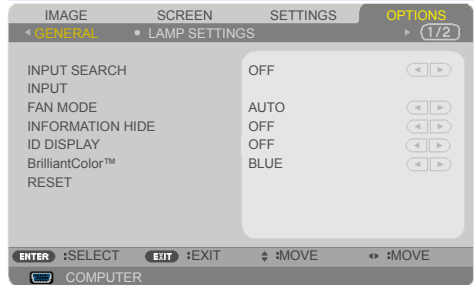 IMAGE SCREEN SETTINGS OPTIONS
GENERAL • LAMP SETTINGS (1/2)
INPUT SEARCH OFF
INPUT
FAN MODE AUTO
INFORMATION HIDE OFF
ID DISPLAY OFF
BrilliantColor™ BLUE
RESET
ENTER :SELECT EXIT :EXIT :MOVE :MOVE
COMPUTER